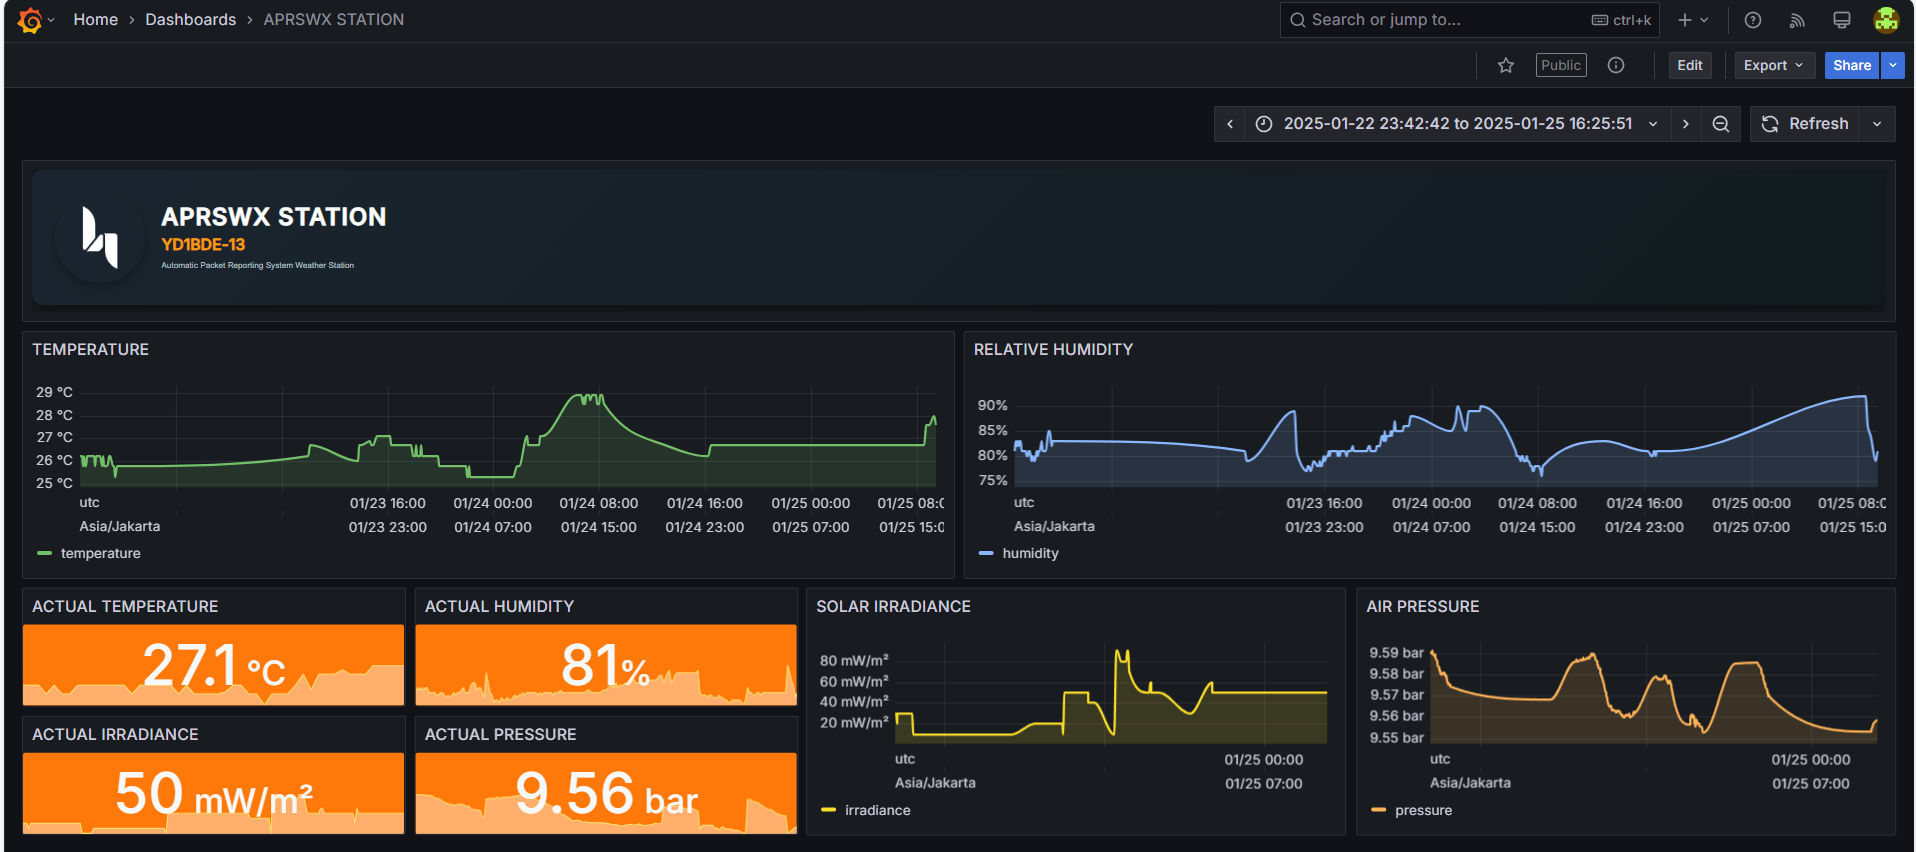 Home › Dashboards › APRSWX STATION
Search or jump to... ctrl+k
Public Edit Export Share
2025-01-22 23:42:42 to 2025-01-25 16:25:51 Refresh
APRSWX STATION
YD1BDE-13
Automatic Packet Reporting System Weather Station
TEMPERATURE
29 °C
28 °C
27 °C
26 °C
25 °C
utc 01/23 16:00 01/24 00:00 01/24 08:00 01/24 16:00 01/25 00:00 01/25 08:0
Asia/Jakarta 01/23 23:00 01/24 07:00 01/24 15:00 01/24 23:00 01/25 07:00 01/25 15:0
temperature
RELATIVE HUMIDITY
90%
85%
80%
75%
utc 01/23 16:00 01/24 00:00 01/24 08:00 01/24 16:00 01/25 00:00 01/25 08:0
Asia/Jakarta 01/23 23:00 01/24 07:00 01/24 15:00 01/24 23:00 01/25 07:00 01/25 15:0
humidity
ACTUAL TEMPERATURE
27.1 °C
ACTUAL HUMIDITY
81%
ACTUAL IRRADIANCE
50 mW/m²
ACTUAL PRESSURE
9.56 bar
SOLAR IRRADIANCE
80 mW/m²
60 mW/m²
40 mW/m²
20 mW/m²
utc 01/25 00:00
Asia/Jakarta 01/25 07:00
irradiance
AIR PRESSURE
9.59 bar
9.58 bar
9.57 bar
9.56 bar
9.55 bar
utc 01/25 00:00
Asia/Jakarta 01/25 07:00
pressure